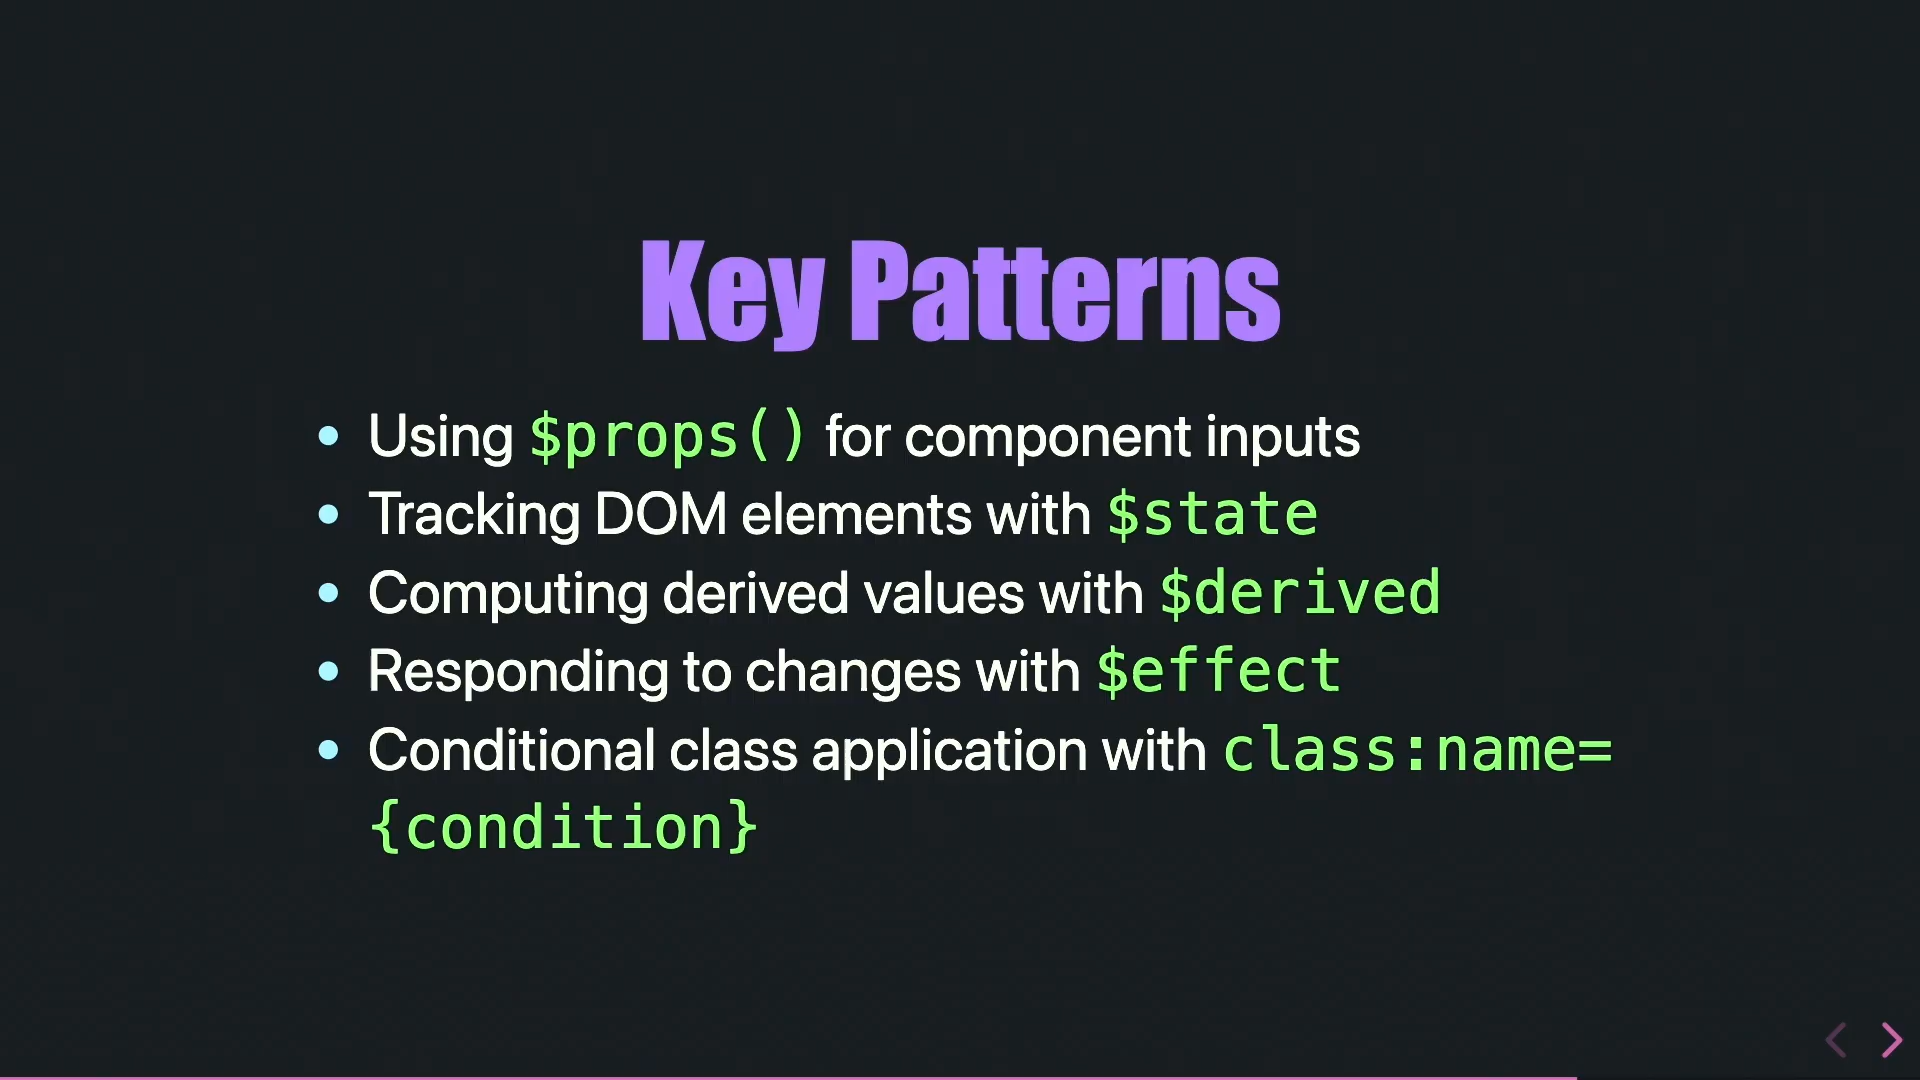 Key Patterns
• Using $props() for component inputs
• Tracking DOM elements with $state
• Computing derived values with $derived
• Responding to changes with $effect
• Conditional class application with class:name=
{condition}